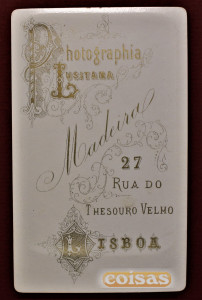 Photographia
Lusitana
Madeira
27
Rua do
Thesouro Velho
Lisboa
coisas